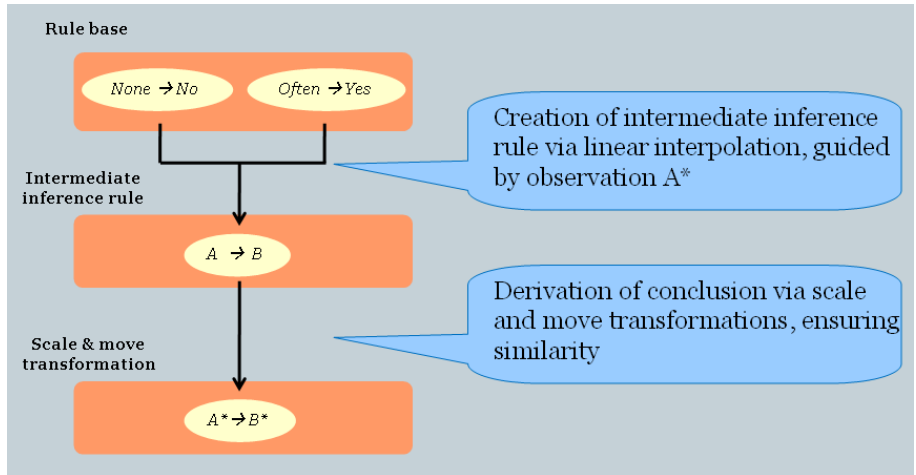 Rule base
None → No
Often → Yes
Creation of intermediate inference
rule via linear interpolation, guided
by observation A*
Intermediate
inference rule
A → B
Derivation of conclusion via scale
and move transformations, ensuring
similarity
Scale & move
transformation
A* → B*